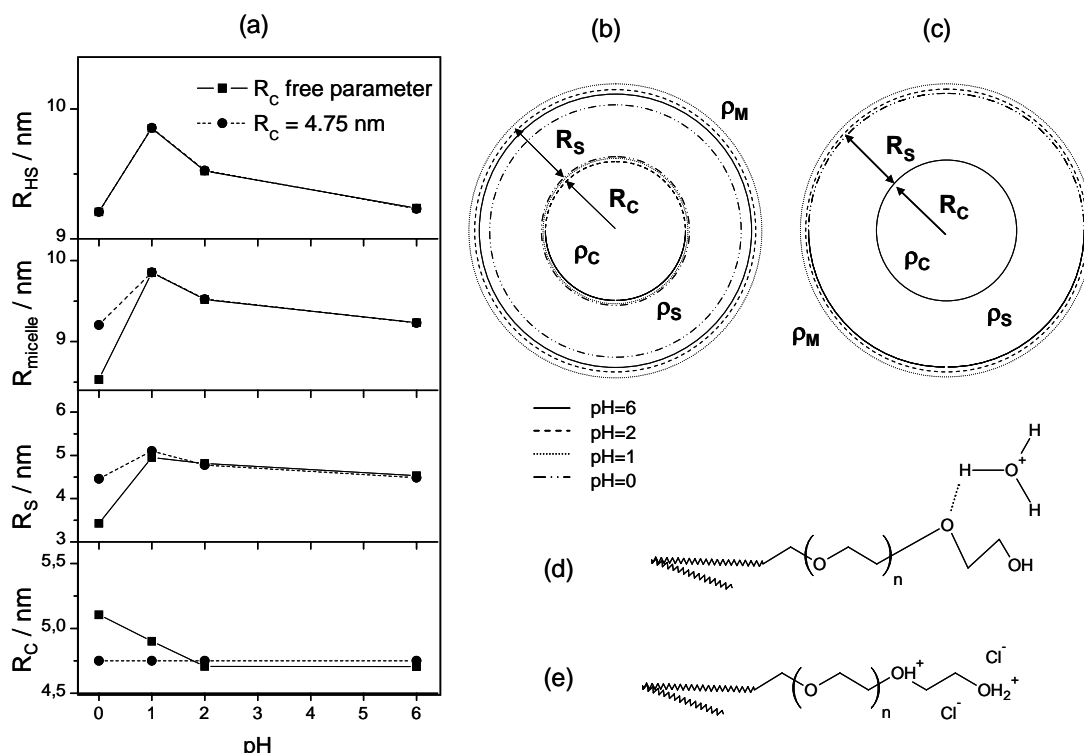 (a)
R_HS / nm
10
9
R_C free parameter
R_C = 4.75 nm
R_micelle / nm
10
9
R_S / nm
6
5
4
3
R_C / nm
5,5
5,0
4,5
0 1 2 3 4 5 6
pH
(b)
ρ_M
R_S
R_C
ρ_C
ρ_S
(c)
R_S
R_C
ρ_C
ρ_S
ρ_M
pH=6
pH=2
pH=1
pH=0
(d)
O
n
O
OH
H
H
O
+
H
(e)
O
n
OH⁺
Cl⁻
OH₂⁺
Cl⁻